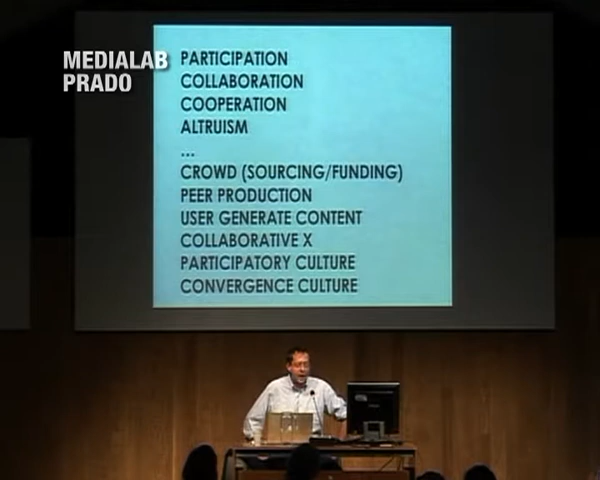 MEDIALAB
PRADO
PARTICIPATION
COLLABORATION
COOPERATION
ALTRUISM
...
CROWD (SOURCING/FUNDING)
PEER PRODUCTION
USER GENERATE CONTENT
COLLABORATIVE X
PARTICIPATORY CULTURE
CONVERGENCE CULTURE